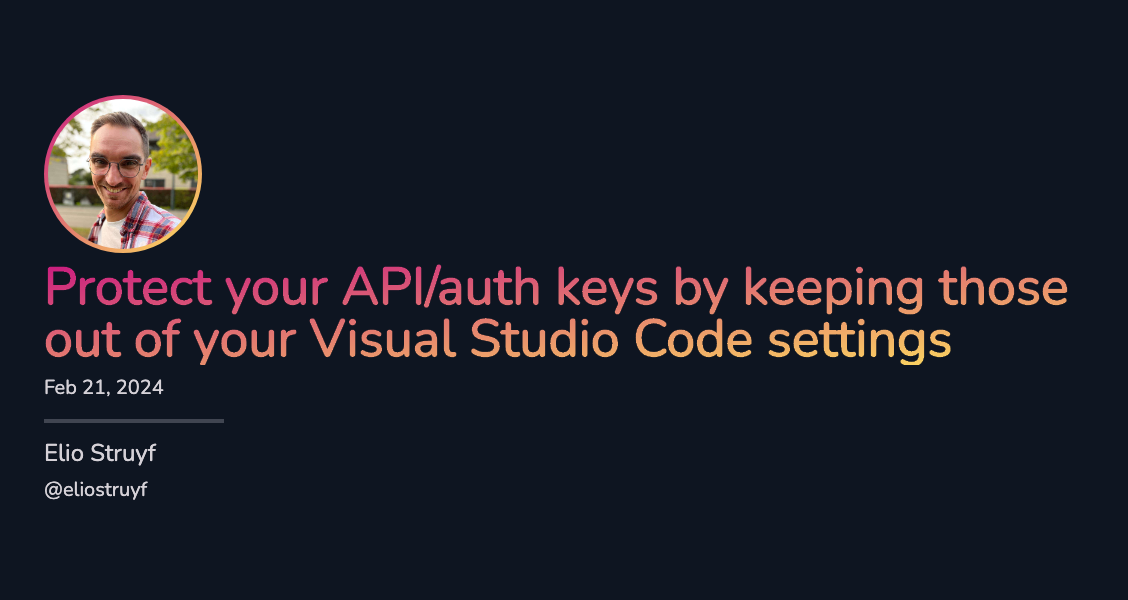 Protect your API/auth keys by keeping those
out of your Visual Studio Code settings
Feb 21, 2024
Elio Struyf
@eliostruyf